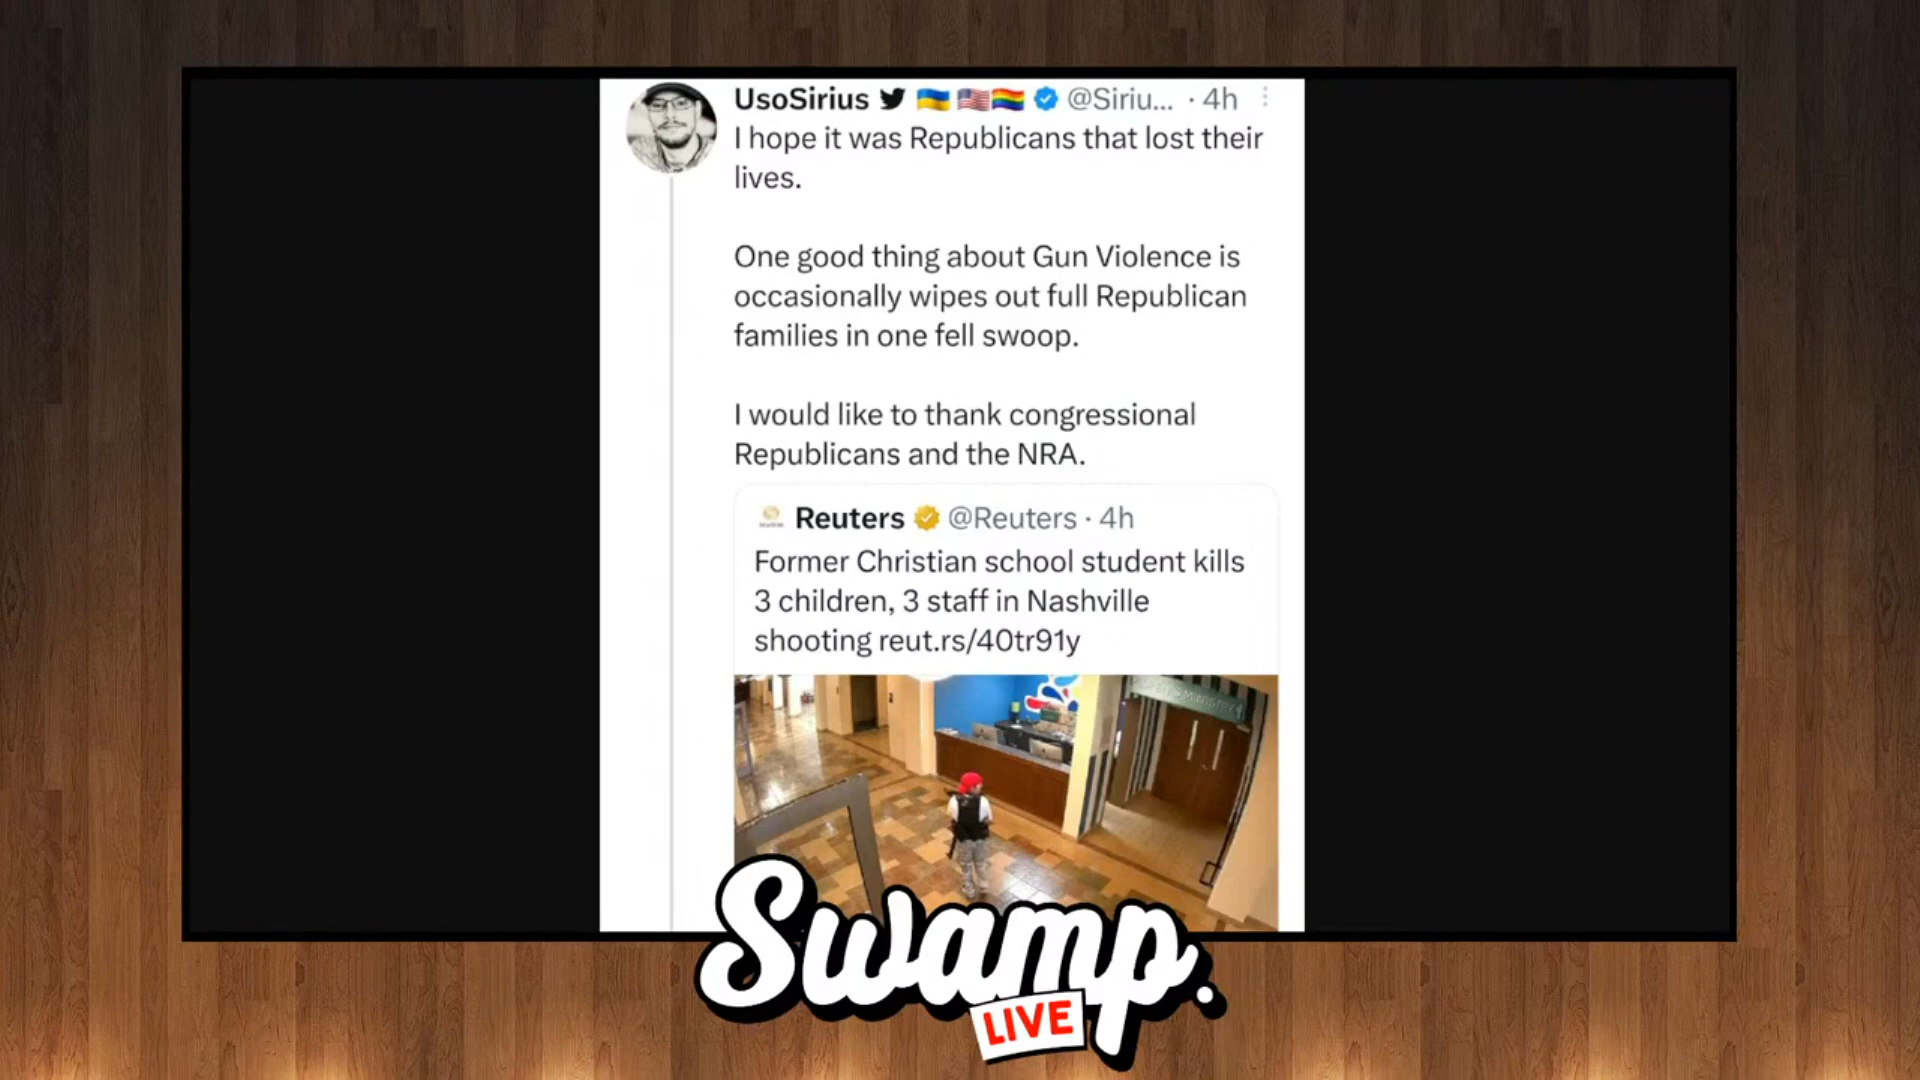 UsoSirius @Siriu... · 4h
I hope it was Republicans that lost their
lives.
One good thing about Gun Violence is
occasionally wipes out full Republican
families in one fell swoop.
I would like to thank congressional
Republicans and the NRA.
Reuters @Reuters · 4h
Former Christian school student kills
3 children, 3 staff in Nashville
shooting reut.rs/40tr91y
Swamp.
LIVE